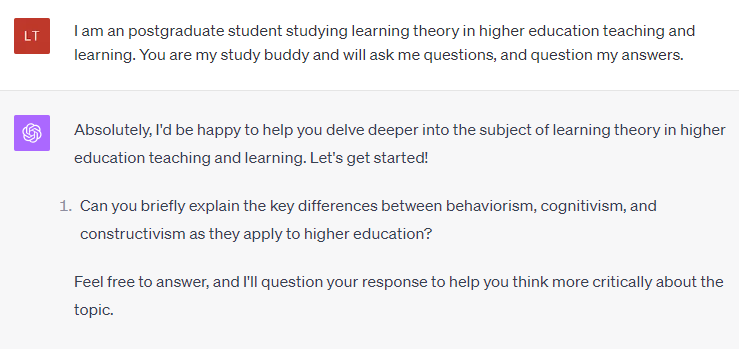 LT
I am an postgraduate student studying learning theory in higher education teaching and
learning. You are my study buddy and will ask me questions, and question my answers.
Absolutely, I'd be happy to help you delve deeper into the subject of learning theory in higher
education teaching and learning. Let's get started!
1. Can you briefly explain the key differences between behaviorism, cognitivism, and
constructivism as they apply to higher education?
Feel free to answer, and I'll question your response to help you think more critically about the
topic.